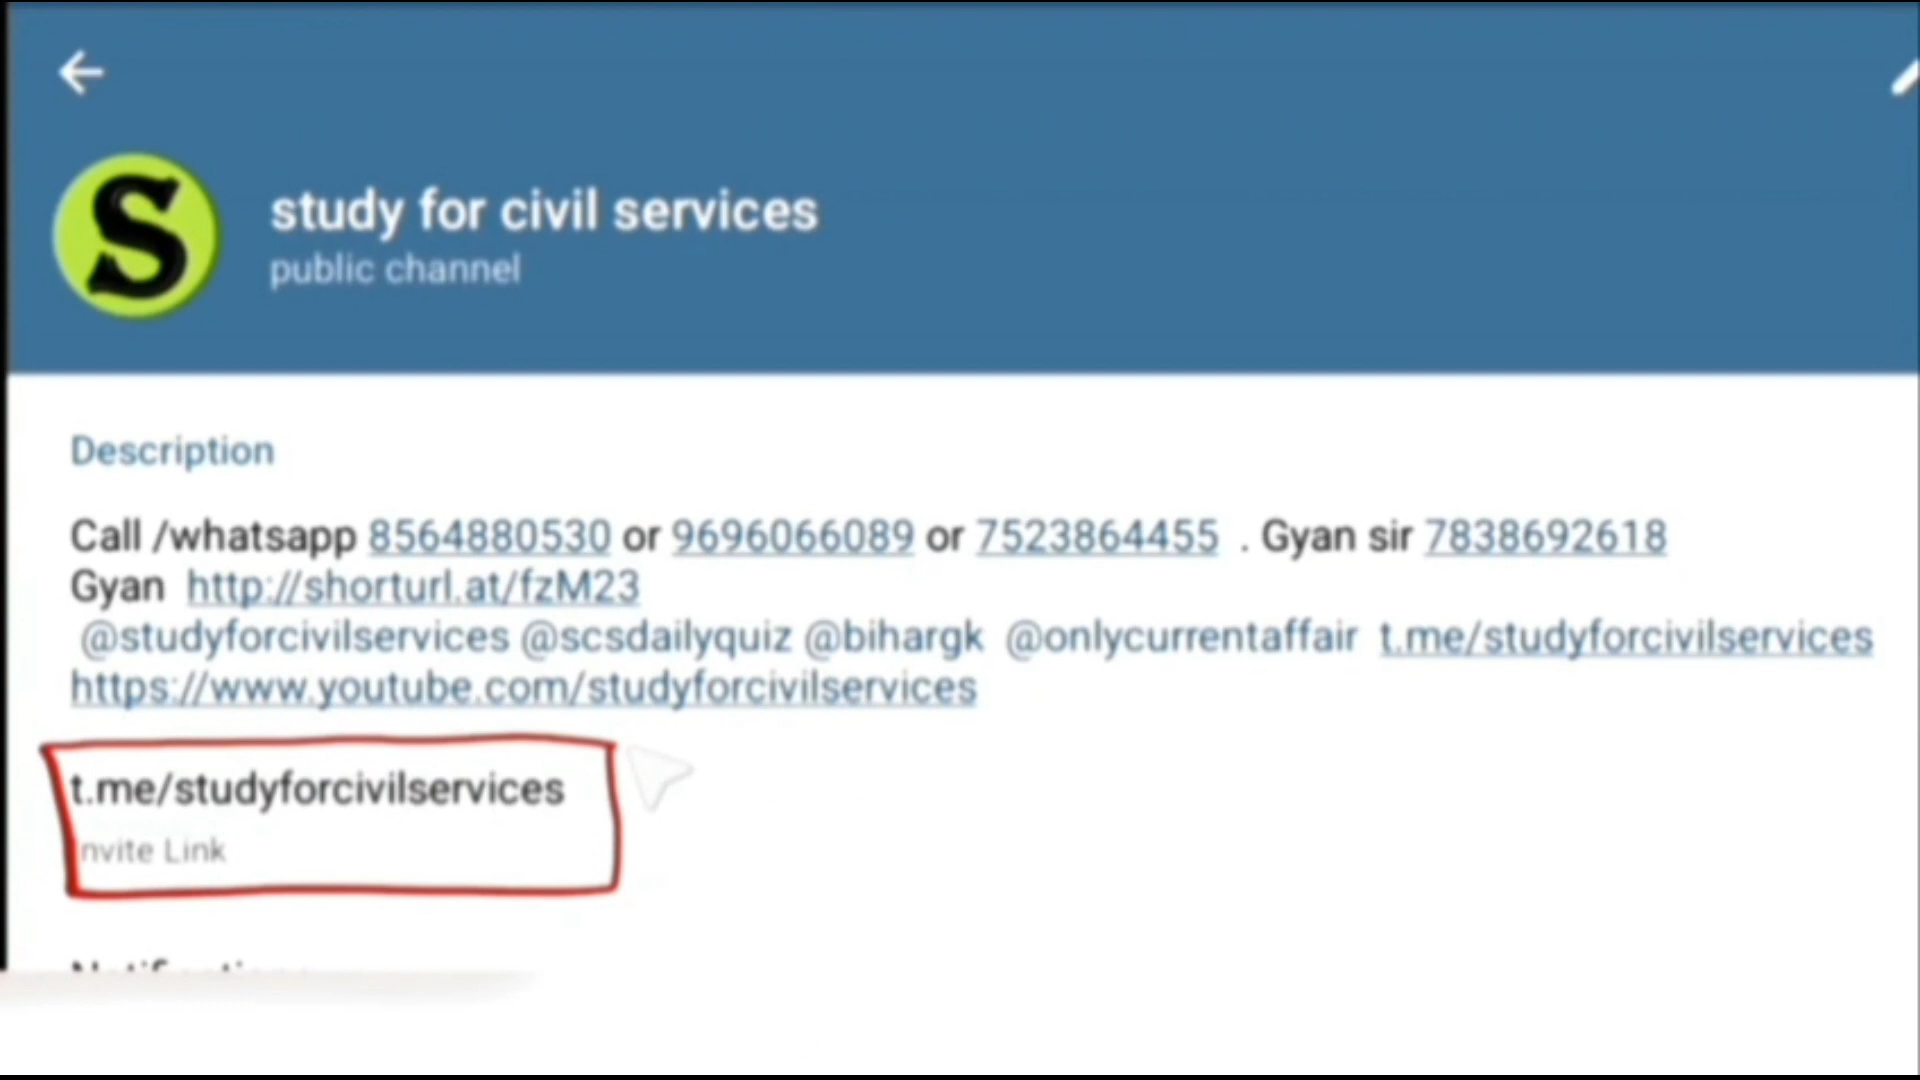 S
study for civil services
public channel
Description
Call /whatsapp 8564880530 or 9696066089 or 7523864455 . Gyan sir 7838692618
Gyan http://shorturl.at/fzM23
@studyforcivilservices @scsdailyquiz @bihargk @onlycurrentaffair t.me/studyforcivilservices
https://www.youtube.com/studyforcivilservices
t.me/studyforcivilservices
nvite Link